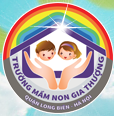 TRƯỜNG MẦM NON GIA THƯỢNG
QUẬN LONG BIÊN - HÀ NỘI